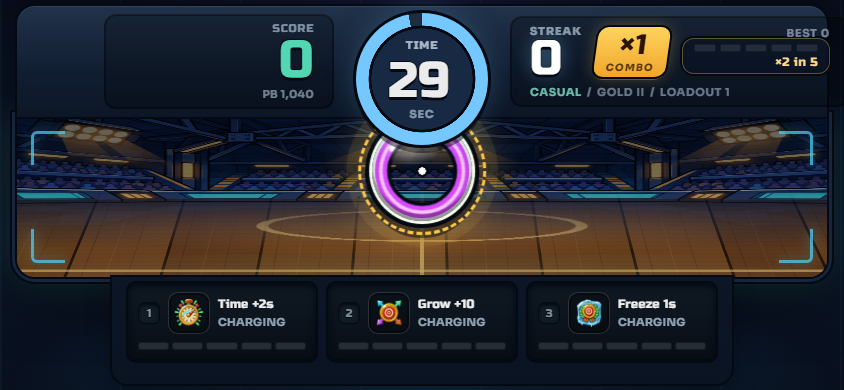 SCORE
0
PB 1,040
TIME
29
SEC
STREAK
0
×1
COMBO
BEST 0
×2 in 5
CASUAL / GOLD II / LOADOUT 1
1
Time +2s
CHARGING
2
Grow +10
CHARGING
3
Freeze 1s
CHARGING